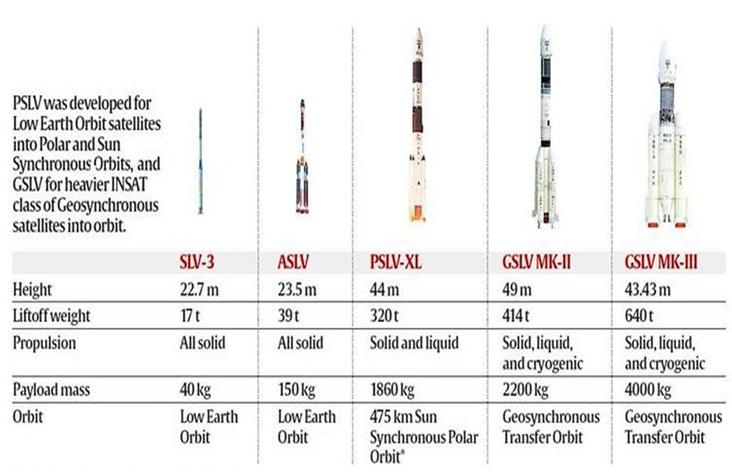 PSLV was developed for
Low Earth Orbit satellites
into Polar and Sun
Synchronous Orbits, and
GSLV for heavier INSAT
class of Geosynchronous
satellites into orbit.
SLV-3 ASLV PSLV-XL GSLV MK-II GSLV MK-III
Height 22.7 m 23.5 m 44 m 49 m 43.43 m
Liftoff weight 17 t 39 t 320 t 414 t 640 t
Propulsion All solid All solid Solid and liquid Solid, liquid, Solid, liquid,
and cryogenic and cryogenic
Payload mass 40 kg 150 kg 1860 kg 2200 kg 4000 kg
Orbit Low Earth Low Earth 475 km Sun Geosynchronous Geosynchronous
Orbit Orbit Synchronous Polar Transfer Orbit Transfer Orbit
Orbit*